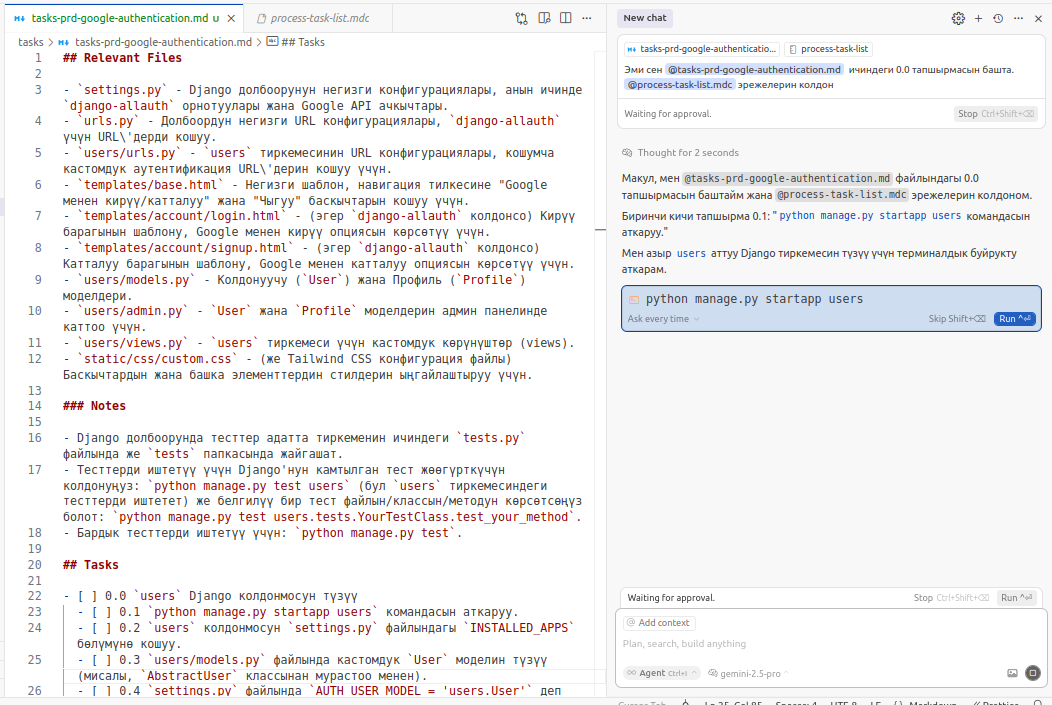 tasks-prd-google-authentication.md U
process-task-list.mdc
tasks > tasks-prd-google-authentication.md > ## Tasks
1 ## Relevant Files
2
3 - `settings.py` - Django долбоорунун негизги конфигурациялары, анын ичинде
`django-allauth` орнотуулары жана Google API ачкычтары.
4 - `urls.py` - Долбоордун негизги URL конфигурациялары, `django-allauth`
үчүн URL\'дерди кошуу.
5 - `users/urls.py` - `users` тиркемесинин URL конфигурациялары, кошумча
кастомдук аутентификация URL\'дерин кошуу үчүн.
6 - `templates/base.html` - Негизги шаблон, навигация тилкесине "Google
менен кирүү/катталуу" жана "Чыгуу" баскычтарын кошуу үчүн.
7 - `templates/account/login.html` - (эгер `django-allauth` колдонсо) Кирүү
барагынын шаблону, Google менен кирүү опциясын көрсөтүү үчүн.
8 - `templates/account/signup.html` - (эгер `django-allauth` колдонсо)
Катталуу барагынын шаблону, Google менен катталуу опциясын көрсөтүү үчүн.
9 - `users/models.py` - Колдонуучу (`User`) жана Профиль (`Profile`)
моделдери.
10 - `users/admin.py` - `User` жана `Profile` моделдерин админ панелинде
каттоо үчүн.
11 - `users/views.py` - `users` тиркемеси үчүн кастомдук көрүнүштөр (views).
12 - `static/css/custom.css` - (же Tailwind CSS конфигурация файлы)
Баскычтардын жана башка элементтердин стилдерин ыңгайлаштыруу үчүн.
13
14 ### Notes
15
16 - Django долбоорунда тесттер адатта тиркеменин ичиндеги `tests.py`
файлында же `tests` папкасында жайгашат.
17 - Тесттерди иштетүү үчүн Django'нун камтылган тест жөөгүрткүчүн
колдонуңуз: `python manage.py test users` (бул `users` тиркемесиндеги
тесттерди иштетет) же белгилүү бир тест файлын/классын/методун көрсөтсөңүз
болот: `python manage.py test users.tests.YourTestClass.test_your_method`.
18 - Бардык тесттерди иштетүү үчүн: `python manage.py test`.
19
20 ## Tasks
21
22 - [ ] 0.0 `users` Django колдонмосун түзүү
23 - [ ] 0.1 `python manage.py startapp users` командасын аткаруу.
24 - [ ] 0.2 `users` колдонмосун `settings.py` файлындагы `INSTALLED_APPS`
бөлүмүнө кошуу.
25 - [ ] 0.3 `users/models.py` файлында кастомдук `User` моделин түзүү
(мисалы, `AbstractUser` классынан мурастоо менен).
26 - [ ] 0.4 `settings.py` файлында `AUTH_USER_MODEL = 'users.User'` деп
New chat
tasks-prd-google-authenticatio... process-task-list
Эми сен @tasks-prd-google-authentication.md ичиндеги 0.0 тапшырмасын башта.
@process-task-list.mdc эрежелерин колдон
Waiting for approval. Stop Ctrl+Shift+⌫
Thought for 2 seconds
Макул, мен @tasks-prd-google-authentication.md файлындагы 0.0
тапшырмасын баштайм жана @process-task-list.mdc эрежелерин колдоном.
Биринчи кичи тапшырма 0.1: "python manage.py startapp users командасын
аткаруу."
Мен азыр users аттуу Django тиркемесин түзүү үчүн терминалдык буйрукту
аткарам.
python manage.py startapp users
Ask every time Skip Shift+⌫ Run ^⏎
Waiting for approval. Stop Ctrl+Shift+⌫ Run ^⏎
@ Add context
Plan, search, build anything
Agent Ctrl+I gemini-2.5-pro